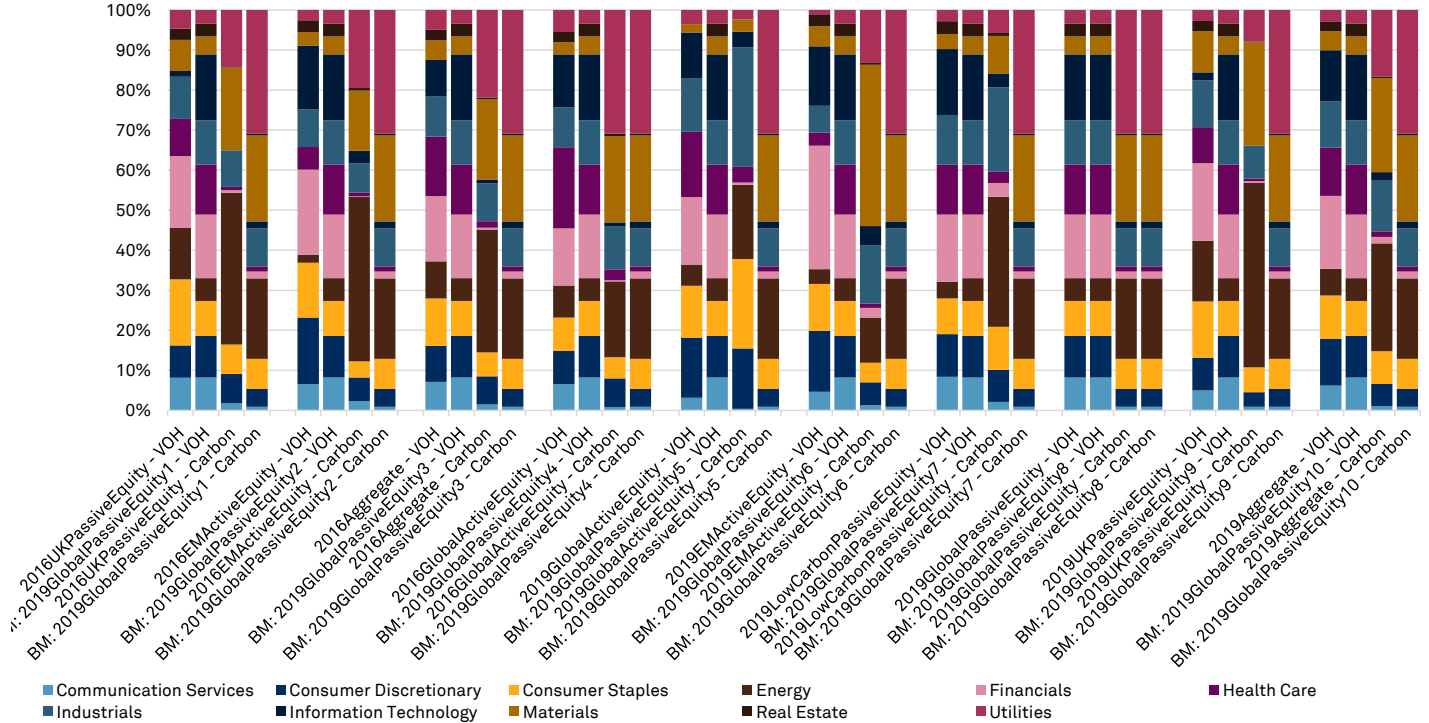 100%
90%
80%
70%
60%
50%
40%
30%
20%
10%
0%
2016UKPassiveEquity - VOH
: 2019GlobalPassiveEquity1 - VOH
2016UKPassiveEquity - Carbon
BM: 2019GlobalPassiveEquity1 - Carbon
2016EMActiveEquity - VOH
BM: 2019GlobalPassiveEquity2 - VOH
2016EMActiveEquity - Carbon
BM: 2019GlobalPassiveEquity2 - Carbon
2016Aggregate - VOH
BM: 2019GlobalPassiveEquity3 - VOH
2016Aggregate - Carbon
BM: 2019GlobalPassiveEquity3 - Carbon
2016GlobalActiveEquity - VOH
BM: 2019GlobalPassiveEquity4 - VOH
2016GlobalActiveEquity - Carbon
BM: 2019GlobalPassiveEquity4 - Carbon
2019GlobalActiveEquity - VOH
BM: 2019GlobalPassiveEquity5 - VOH
2019GlobalActiveEquity - Carbon
BM: 2019GlobalPassiveEquity5 - Carbon
2019EMActiveEquity - VOH
BM: 2019GlobalPassiveEquity6 - VOH
2019EMActiveEquity - Carbon
BM: 2019GlobalPassiveEquity6 - Carbon
2019LowCarbonPassiveEquity - VOH
BM: 2019GlobalPassiveEquity7 - VOH
2019LowCarbonPassiveEquity - Carbon
BM: 2019GlobalPassiveEquity7 - Carbon
2019GlobalPassiveEquity - VOH
BM: 2019GlobalPassiveEquity8 - VOH
2019GlobalPassiveEquity - Carbon
BM: 2019GlobalPassiveEquity8 - Carbon
2019UKPassiveEquity - VOH
BM: 2019GlobalPassiveEquity9 - VOH
2019UKPassiveEquity - Carbon
BM: 2019GlobalPassiveEquity9 - Carbon
2019Aggregate - VOH
BM: 2019GlobalPassiveEquity10 - VOH
2019Aggregate - Carbon
BM: 2019GlobalPassiveEquity10 - Carbon
Communication Services Consumer Discretionary Consumer Staples Energy Financials Health Care
Industrials Information Technology Materials Real Estate Utilities